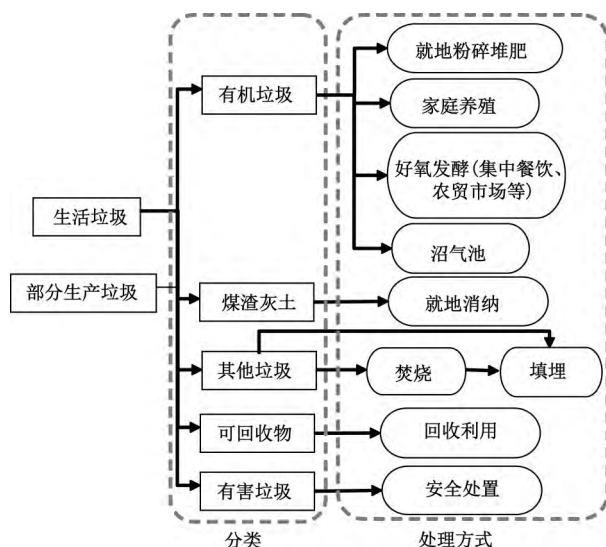 就地粉碎堆肥
有机垃圾
家庭养殖
好氧发酵(集中餐饮、
农贸市场等)
生活垃圾
沼气池
部分生产垃圾
煤渣灰土
就地消纳
其他垃圾
焚烧
填埋
可回收物
回收利用
有害垃圾
安全处置
分类
处理方式